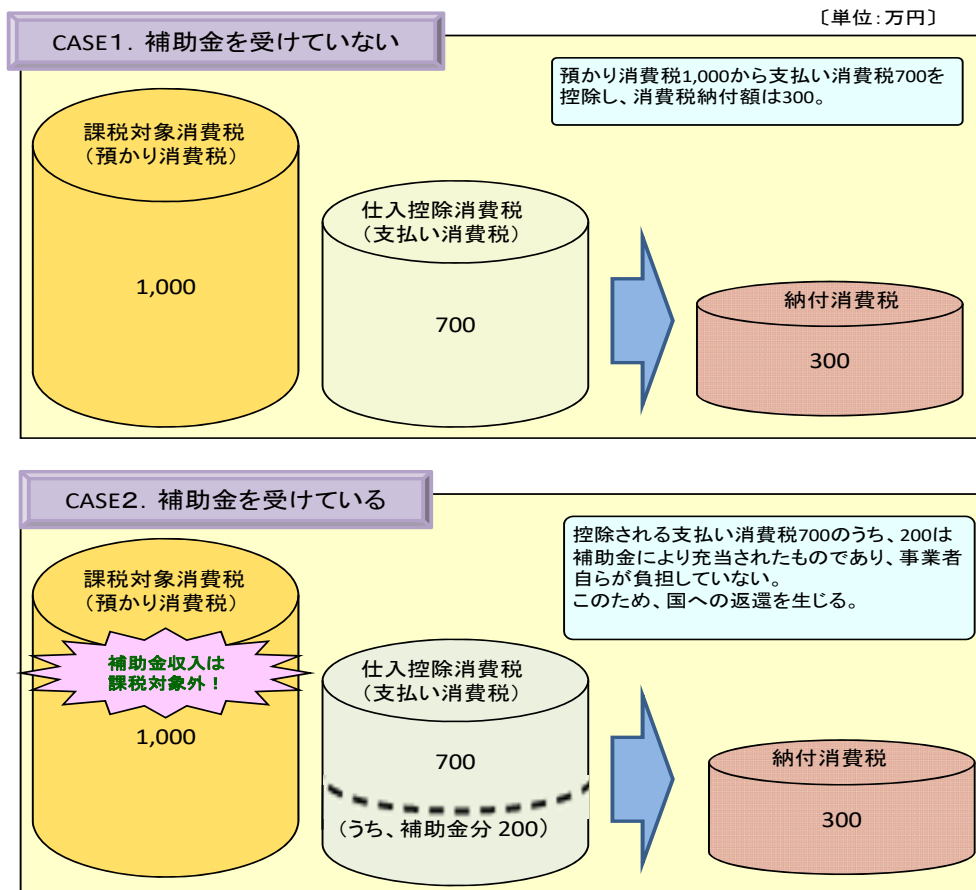 〔単位：万円〕
CASE１．補助金を受けていない
預かり消費税1,000から支払い消費税700を
控除し、消費税納付額は300。
課税対象消費税
（預かり消費税）
1,000
仕入控除消費税
（支払い消費税）
700
納付消費税
300
CASE２．補助金を受けている
控除される支払い消費税700のうち、200は
補助金により充当されたものであり、事業者
自らが負担していない。
このため、国への返還を生じる。
課税対象消費税
（預かり消費税）
補助金収入は
課税対象外！
1,000
仕入控除消費税
（支払い消費税）
700
（うち、補助金分 200）
納付消費税
300